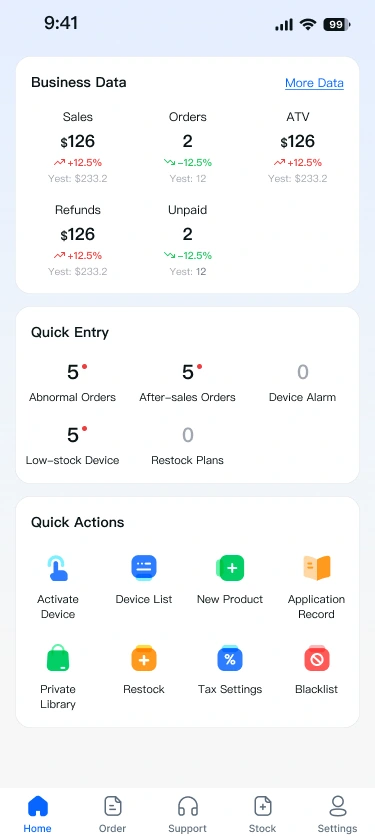 9:41
99
Business Data
More Data
Sales
Orders
ATV
$126
2
$126
+12.5%
-12.5%
+12.5%
Yest: $233.2
Yest: 12
Yest: $233.2
Refunds
Unpaid
$126
2
+12.5%
-12.5%
Yest: $233.2
Yest: 12
Quick Entry
5
5
0
Abnormal Orders
After-sales Orders
Device Alarm
5
0
Low-stock Device
Restock Plans
Quick Actions
Activate
Device
Device List
New Product
Application
Record
Private
Library
Restock
Tax Settings
Blacklist
Home
Order
Support
Stock
Settings